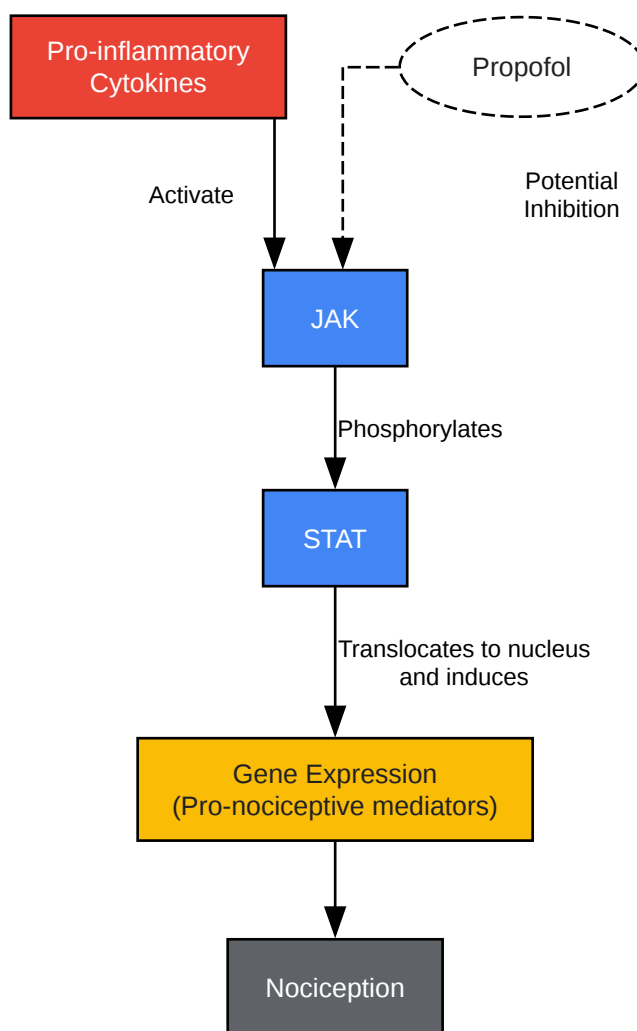 Pro-inflammatory
Cytokines
Propofol
Activate
Potential
Inhibition
JAK
Phosphorylates
STAT
Translocates to nucleus
and induces
Gene Expression
(Pro-nociceptive mediators)
Nociception